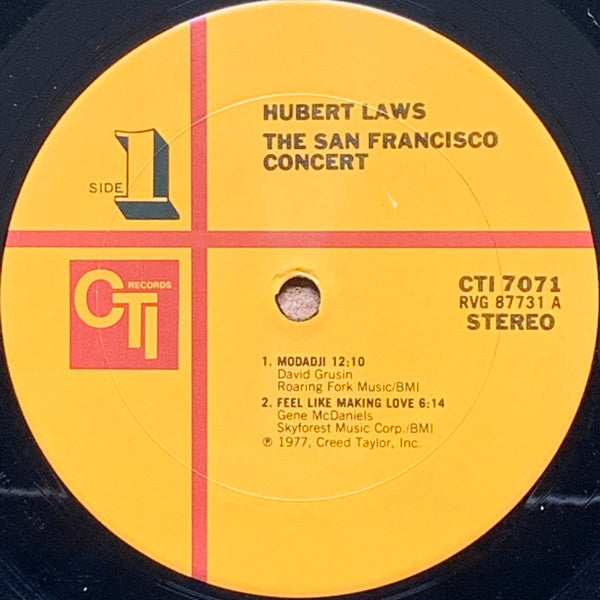 HUBERT LAWS
THE SAN FRANCISCO
CONCERT
SIDE 1
CTI RECORDS
CTI 7071
RVG 87731 A
STEREO
1. MODADJI 12:10
David Grusin
Roaring Fork Music/BMI
2. FEEL LIKE MAKING LOVE 6:14
Gene McDaniels
Skyforest Music Corp./BMI
℗ 1977, Creed Taylor, Inc.